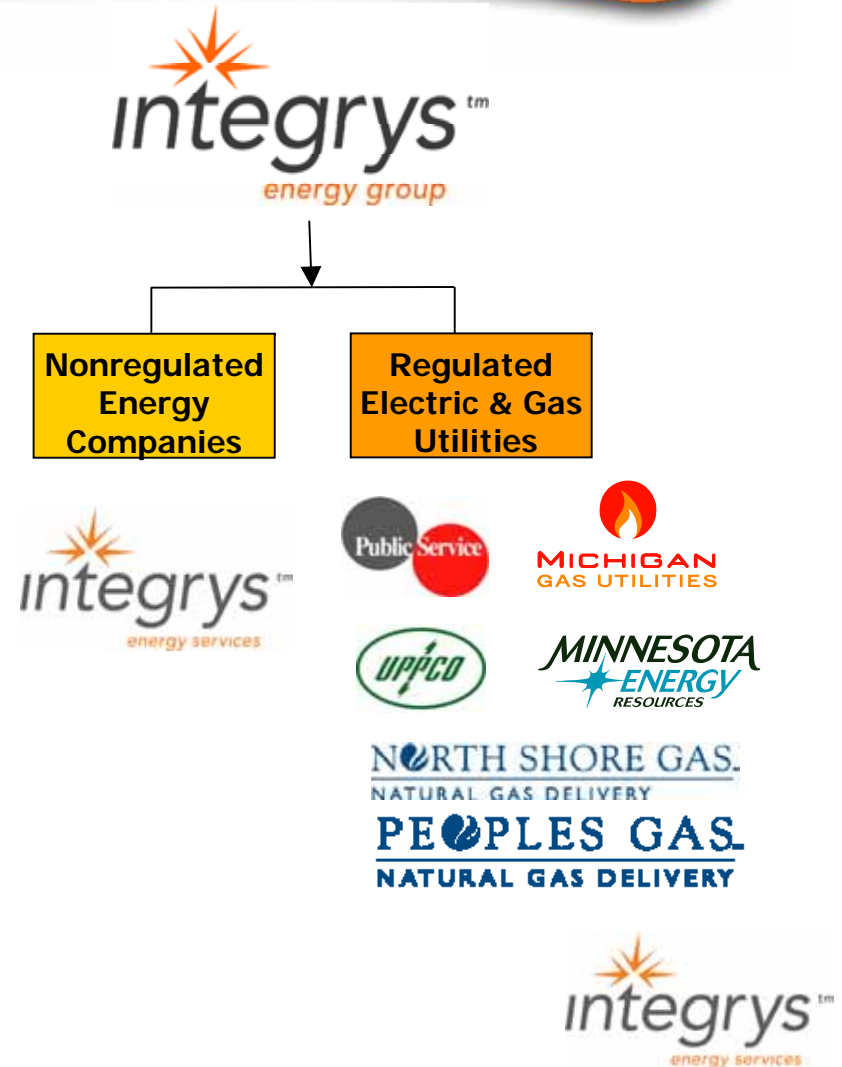 integrys tm
energy group
Nonregulated
Energy
Companies
Regulated
Electric & Gas
Utilities
integrys tm
energy services
Public Service
MICHIGAN
GAS UTILITIES
UPPCO
MINNESOTA
ENERGY
RESOURCES
NORTH SHORE GAS
NATURAL GAS DELIVERY
PEOPLES GAS
NATURAL GAS DELIVERY
integrys tm
energy services